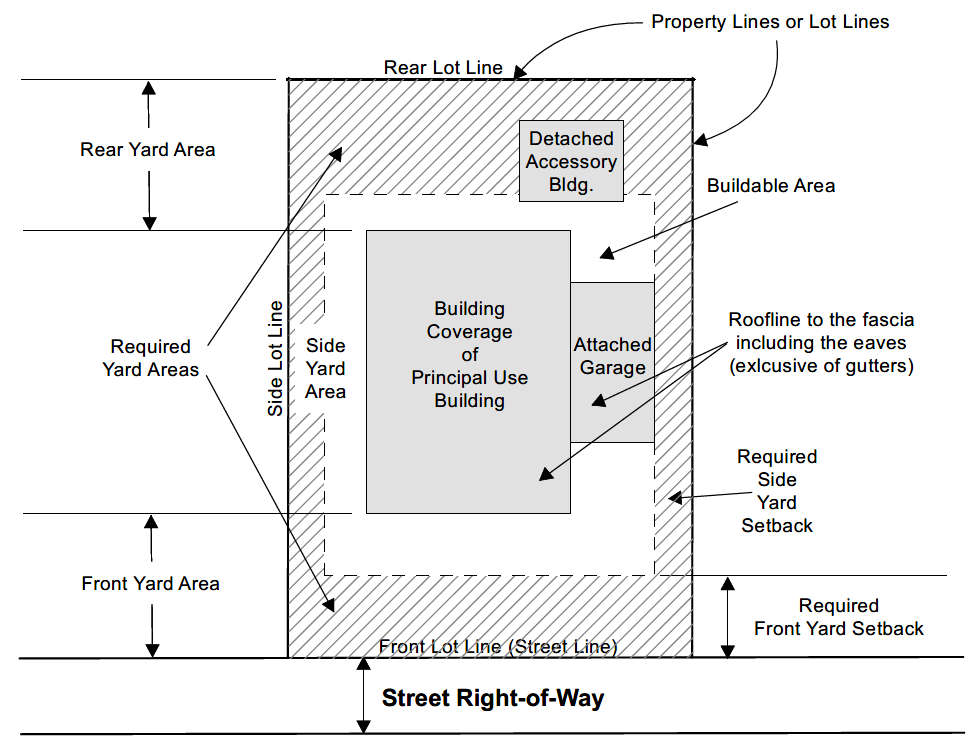 Property Lines or Lot Lines
Rear Lot Line
Detached
Accessory
Bldg.
Rear Yard Area
Buildable Area
Side Lot Line
Building
Coverage
of
Principal Use
Building
Roofline to the fascia
including the eaves
(exlcusive of gutters)
Required
Yard Areas
Side
Yard
Area
Attached
Garage
Required
Side
Yard
Setback
Front Yard Area
Required
Front Yard Setback
Front Lot Line (Street Line)
Street Right-of-Way